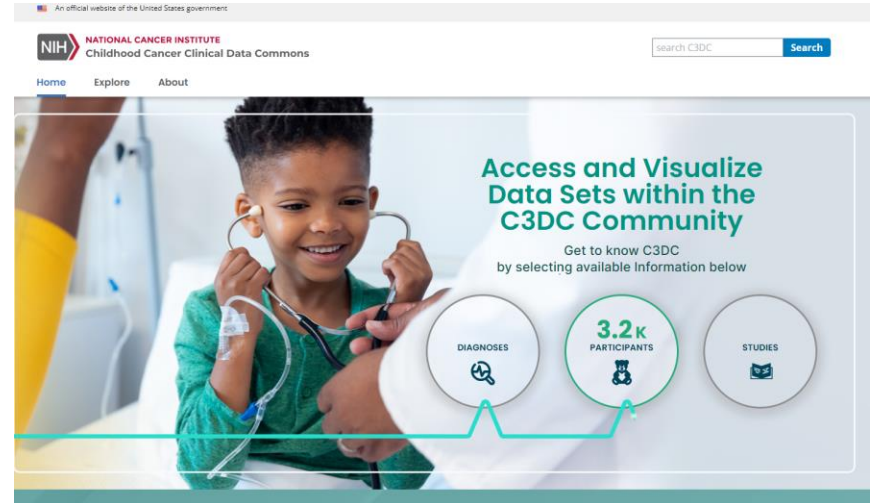 An official website of the United States government
NIH
NATIONAL CANCER INSTITUTE
Childhood Cancer Clinical Data Commons
search C3DC
Search
Home
Explore
About
Access and Visualize
Data Sets within the
C3DC Community
Get to know C3DC
by selecting available Information below
DIAGNOSES
3.2 K
PARTICIPANTS
STUDIES